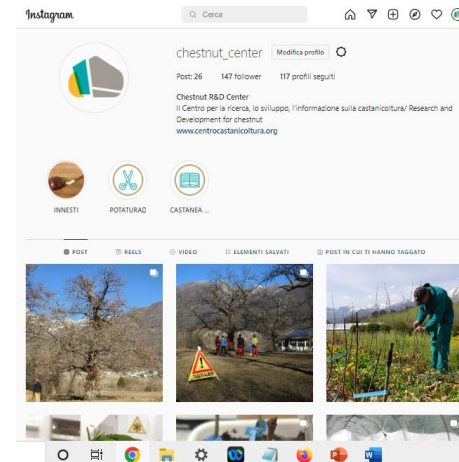 Instagram
Cerca
chestnut_center
Modifica profilo
Post: 26 147 follower 117 profili seguiti
Chestnut R&D Center
Il Centro per la ricerca, lo sviluppo, l'informazione sulla castanicoltura/ Research and
Development for chestnut
www.centrocastanicoltura.org
INNESTI POTATURA CASTANEA ...
POST REELS VIDEO ELEMENTI SALVATI POST IN CUI TI HANNO TAGGATO